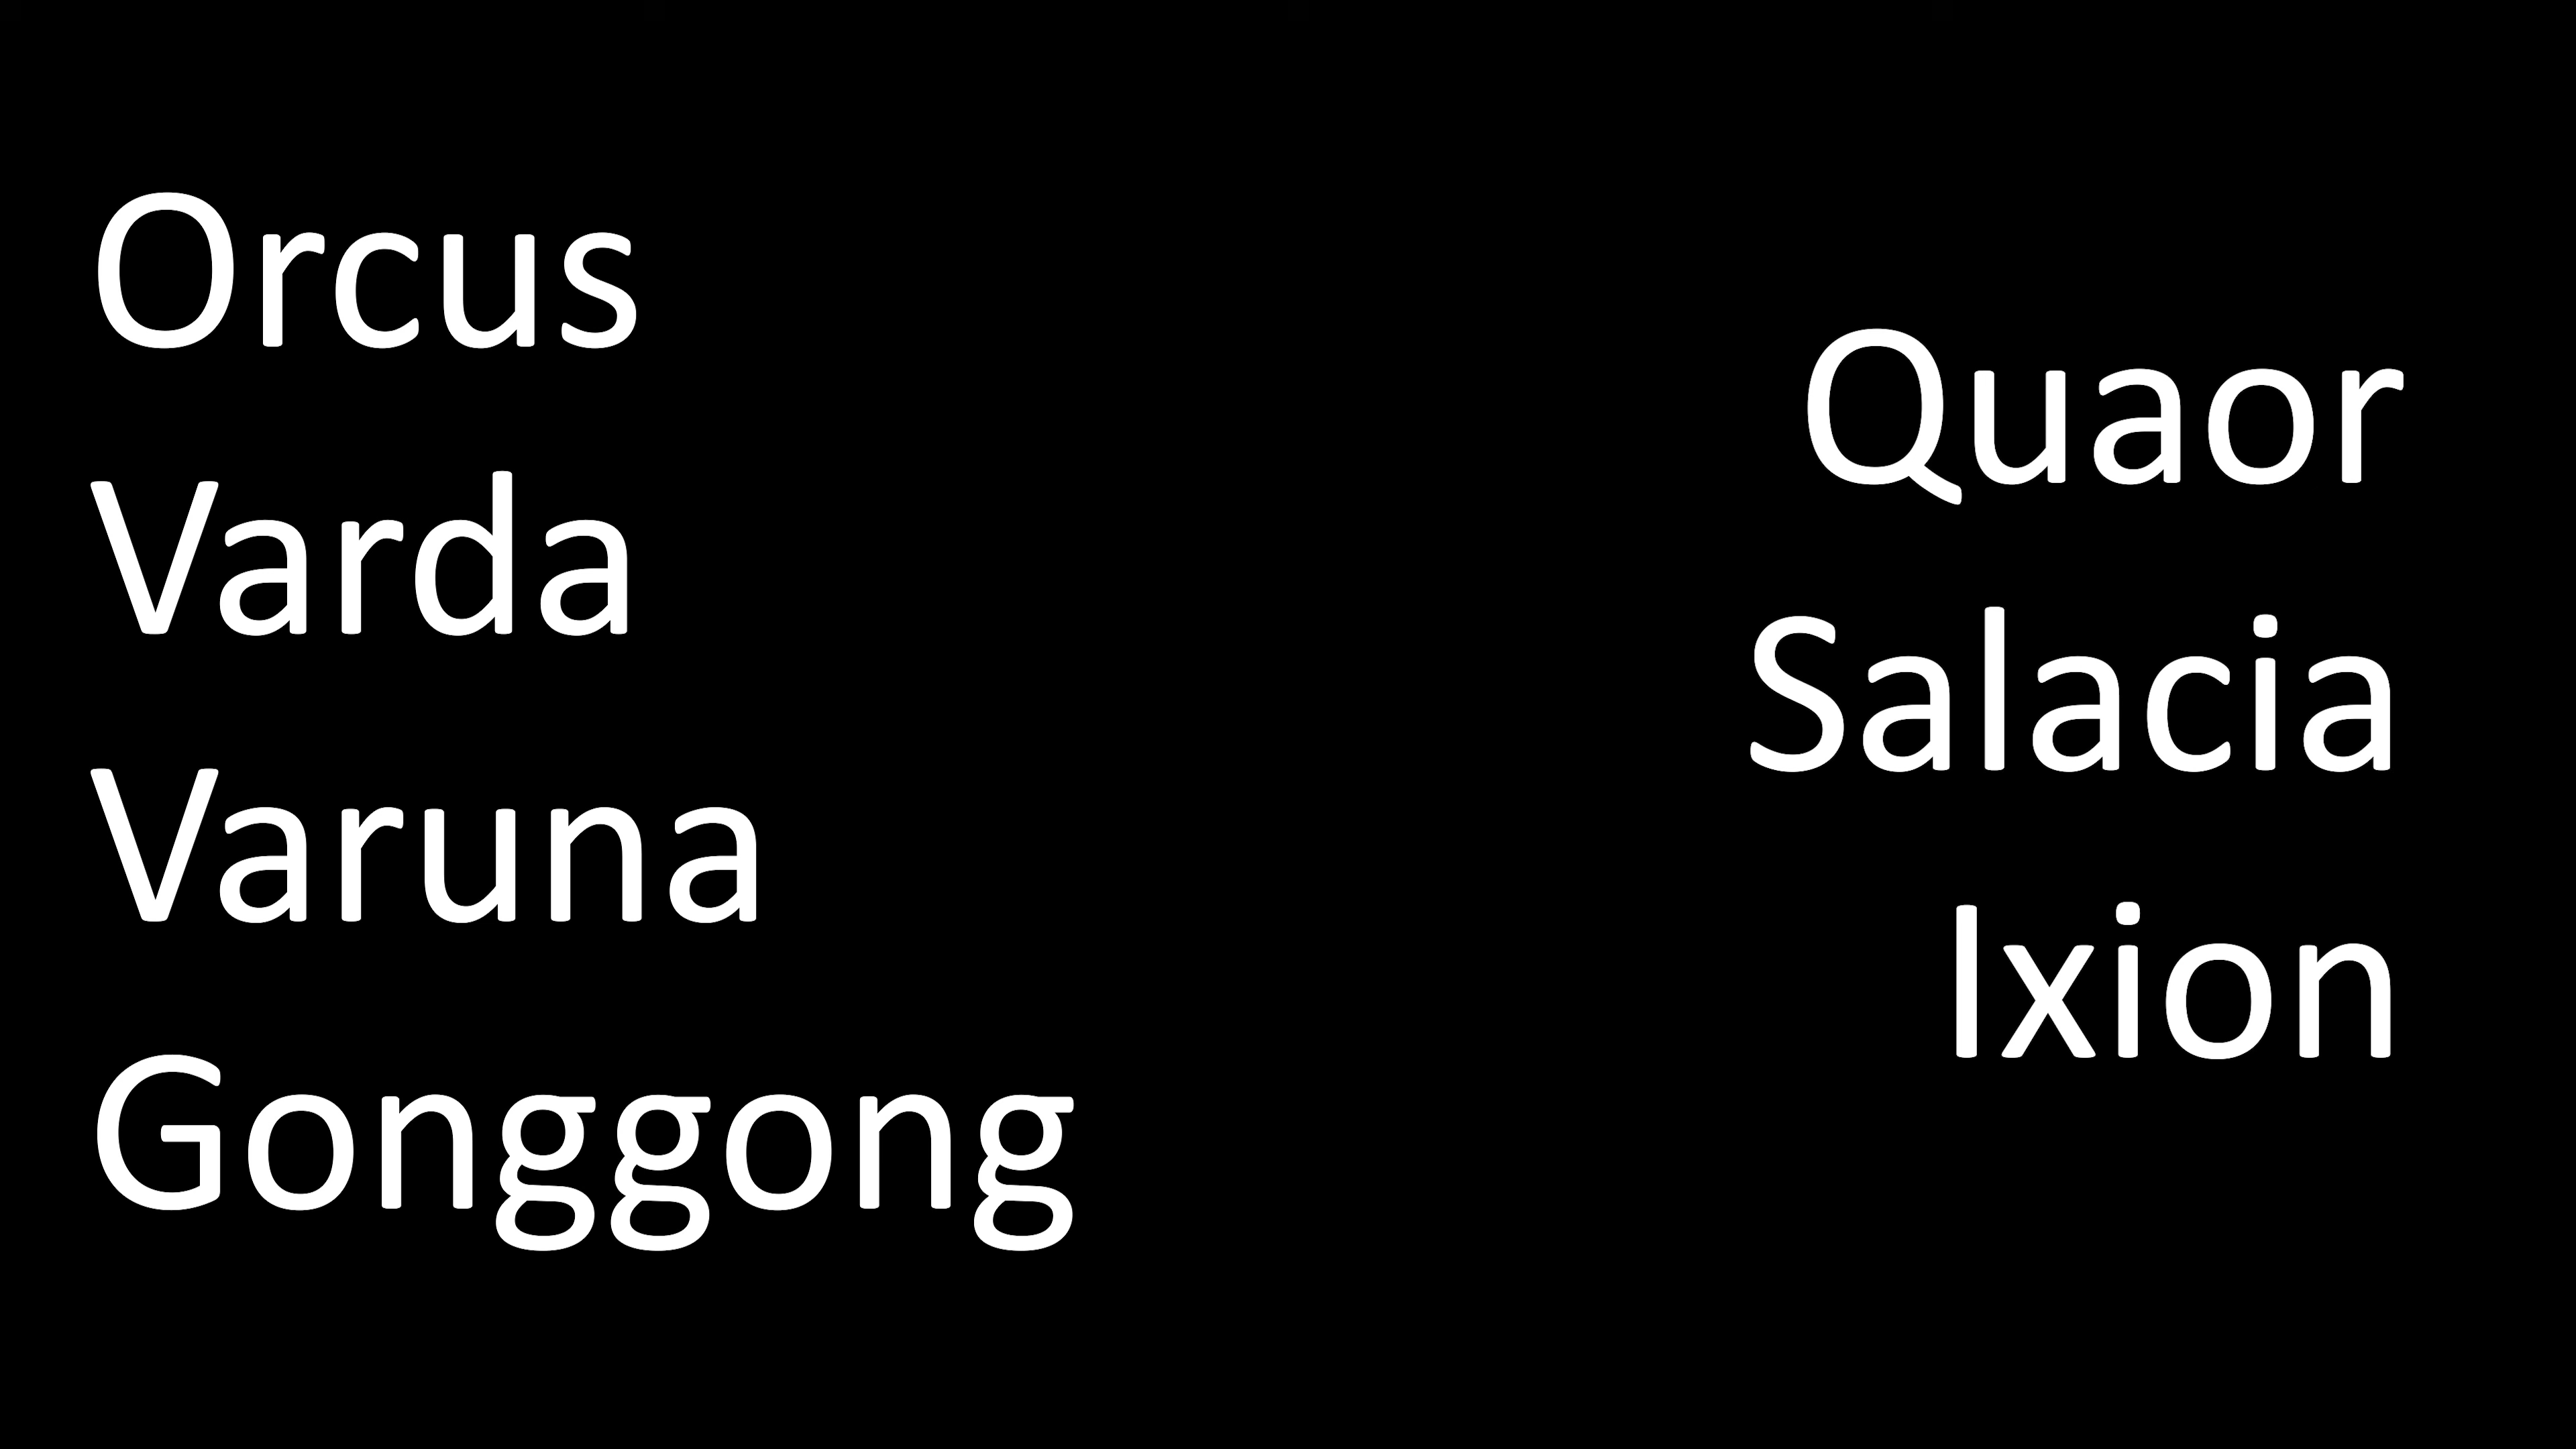 Orcus
Varda
Varuna
Gonggong
Quaor
Salacia
Ixion